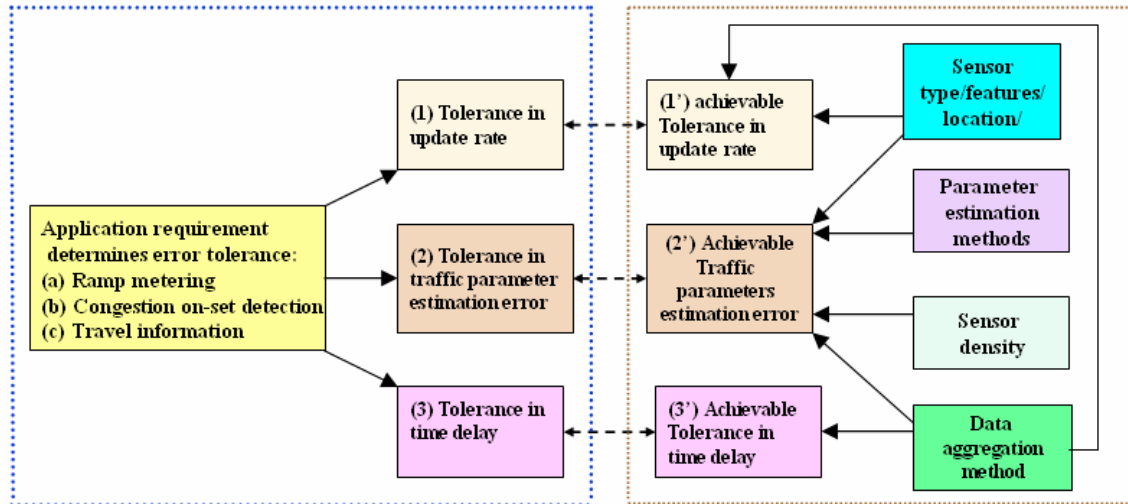 Application requirement
determines error tolerance:
(a) Ramp metering
(b) Congestion on-set detection
(c) Travel information
(1) Tolerance in
update rate
(2) Tolerance in
traffic parameter
estimation error
(3) Tolerance in
time delay
(1’) achievable
Tolerance in
update rate
(2’) Achievable
Traffic
parameters
estimation error
(3’) Achievable
Tolerance in
time delay
Sensor
type/features/
location/
Parameter
estimation
methods
Sensor
density
Data
aggregation
method